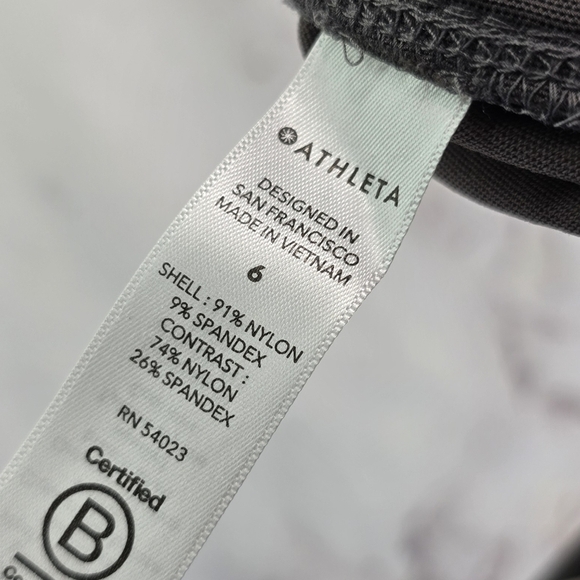 ATHLETA
DESIGNED IN
SAN FRANCISCO
MADE IN VIETNAM
6
SHELL : 91% NYLON
9% SPANDEX
CONTRAST :
74% NYLON
26% SPANDEX
RN 54023
Certified
B